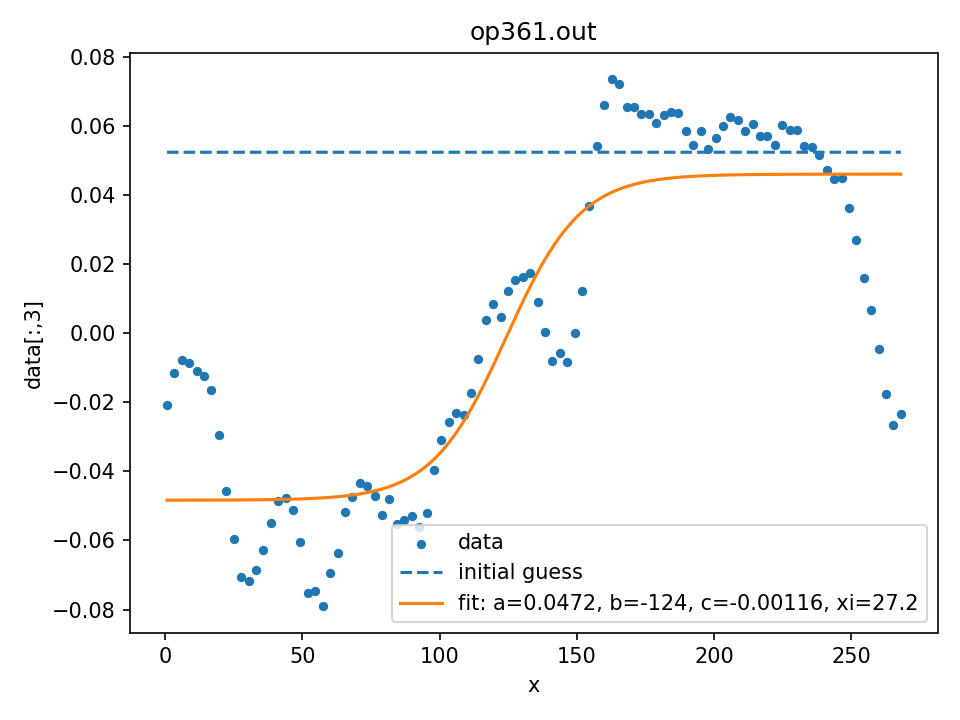 op361.out
0.08
0.06
0.04
0.02
0.00
−0.02
−0.04
−0.06
−0.08
data[:,3]
data
initial guess
fit: a=0.0472, b=-124, c=-0.00116, xi=27.2
0 50 100 150 200 250
x